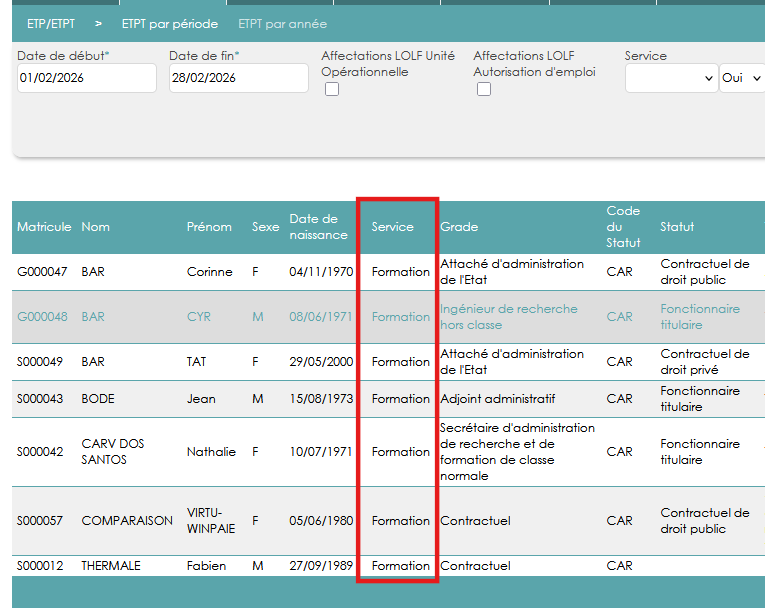 ETP/ETPT > ETPT par période ETPT par année
Date de début* Date de fin* Affectations LOLF Unité Opérationnelle Affectations LOLF Autorisation d'emploi Service
01/02/2026 28/02/2026 Oui
Matricule Nom Prénom Sexe Date de naissance Service Grade Code du Statut Statut
G000047 BAR Corinne F 04/11/1970 Formation Attaché d'administration de l'Etat CAR Contractuel de droit public
G000048 BAR CYR M 08/06/1971 Formation Ingénieur de recherche hors classe CAR Fonctionnaire titulaire
S000049 BAR TAT F 29/05/2000 Formation Attaché d'administration de l'Etat CAR Contractuel de droit privé
S000043 BODE Jean M 15/08/1973 Formation Adjoint administratif CAR Fonctionnaire titulaire
S000042 CARV DOS SANTOS Nathalie F 10/07/1971 Formation Secrétaire d'administration de recherche et de formation de classe normale CAR Fonctionnaire titulaire
S000057 COMPARAISON VIRTU-WINPAIE F 05/06/1980 Formation Contractuel CAR Contractuel de droit public
S000012 THERMALE Fabien M 27/09/1989 Formation Contractuel CAR